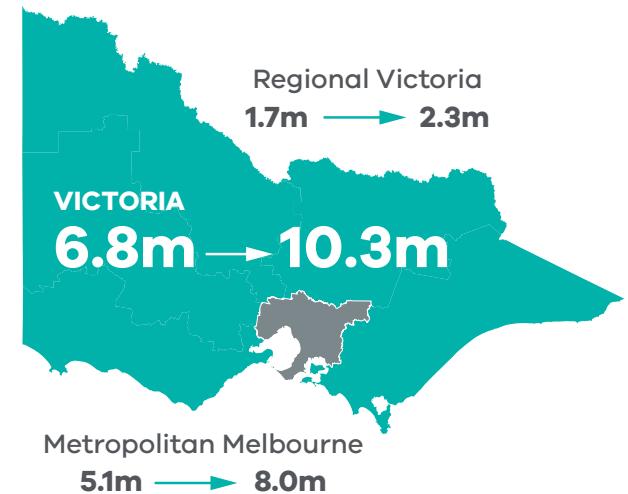 Regional Victoria
1.7m → 2.3m
VICTORIA
6.8m → 10.3m
Metropolitan Melbourne
5.1m → 8.0m